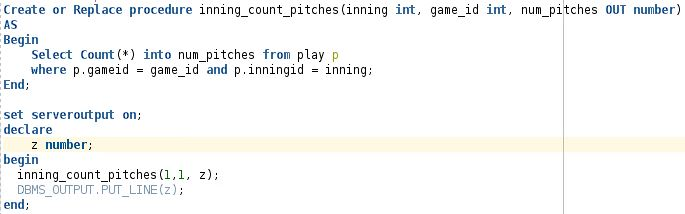 Create or Replace procedure inning_count_pitches(inning int, game_id int, num_pitches OUT number)
AS
Begin
    Select Count(*) into num_pitches from play p
    where p.gameid = game_id and p.inningid = inning;
End;

set serveroutput on;
declare
    z number;
begin
  inning_count_pitches(1,1, z);
  DBMS_OUTPUT.PUT_LINE(z);
end;